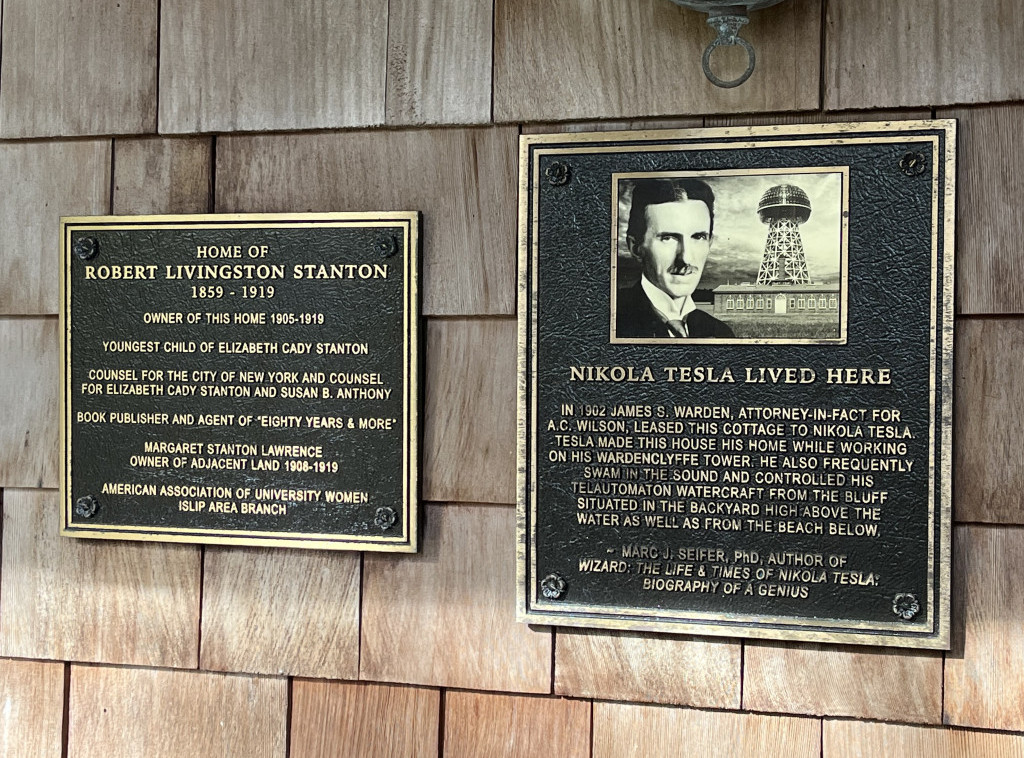 HOME OF
ROBERT LIVINGSTON STANTON
1859 - 1919
OWNER OF THIS HOME 1905-1919
YOUNGEST CHILD OF ELIZABETH CADY STANTON
COUNSEL FOR THE CITY OF NEW YORK AND COUNSEL
FOR ELIZABETH CADY STANTON AND SUSAN B. ANTHONY
BOOK PUBLISHER AND AGENT OF "EIGHTY YEARS & MORE"
MARGARET STANTON LAWRENCE
OWNER OF ADJACENT LAND 1908-1919
AMERICAN ASSOCIATION OF UNIVERSITY WOMEN
ISLIP AREA BRANCH
NIKOLA TESLA LIVED HERE
IN 1902 JAMES S. WARDEN, ATTORNEY-IN-FACT FOR
A.C. WILSON, LEASED THIS COTTAGE TO NIKOLA TESLA.
TESLA MADE THIS HOUSE HIS HOME WHILE WORKING
ON HIS WARDENCLYFFE TOWER. HE ALSO FREQUENTLY
SWAM IN THE SOUND AND CONTROLLED HIS
TELAUTOMATON WATERCRAFT FROM THE BLUFF
SITUATED IN THE BACKYARD HIGH ABOVE THE
WATER AS WELL AS FROM THE BEACH BELOW.
~ MARC J. SEIFER, PhD, AUTHOR OF
WIZARD: THE LIFE & TIMES OF NIKOLA TESLA:
BIOGRAPHY OF A GENIUS